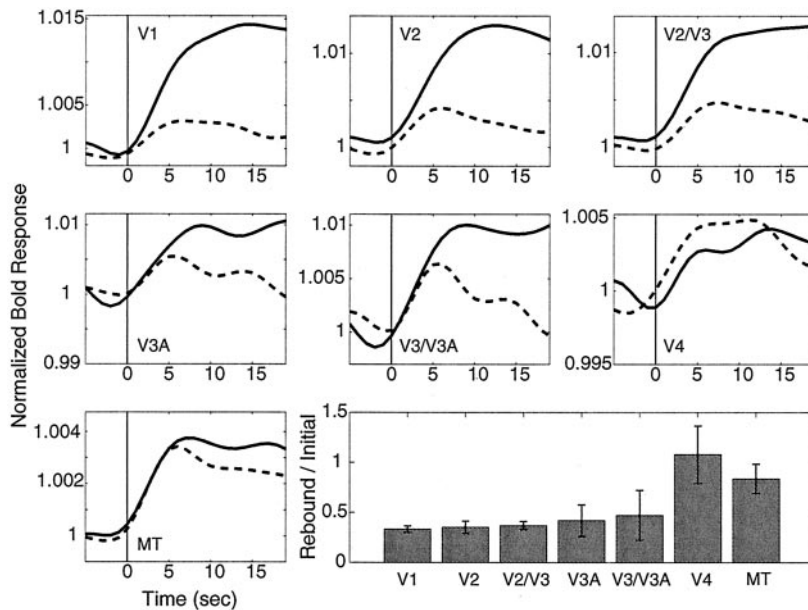 1.015
V1
V2
V2/V3
1.01
1.01
1.005
1.005
1.005
1
1
1
0 5 10 15
0 5 10 15
0 5 10 15
Normalized Bold Response
1.01
1.01
1.005
1.005
1
1
1
0.99
V3A
V3/V3A
V4
0.995
0 5 10 15
0 5 10 15
0 5 10 15
1.004
1.002
1
MT
0 5 10 15
Time (sec)
Rebound / Initial
1.5
1
0.5
0
V1 V2 V2/V3 V3A V3/V3A V4 MT